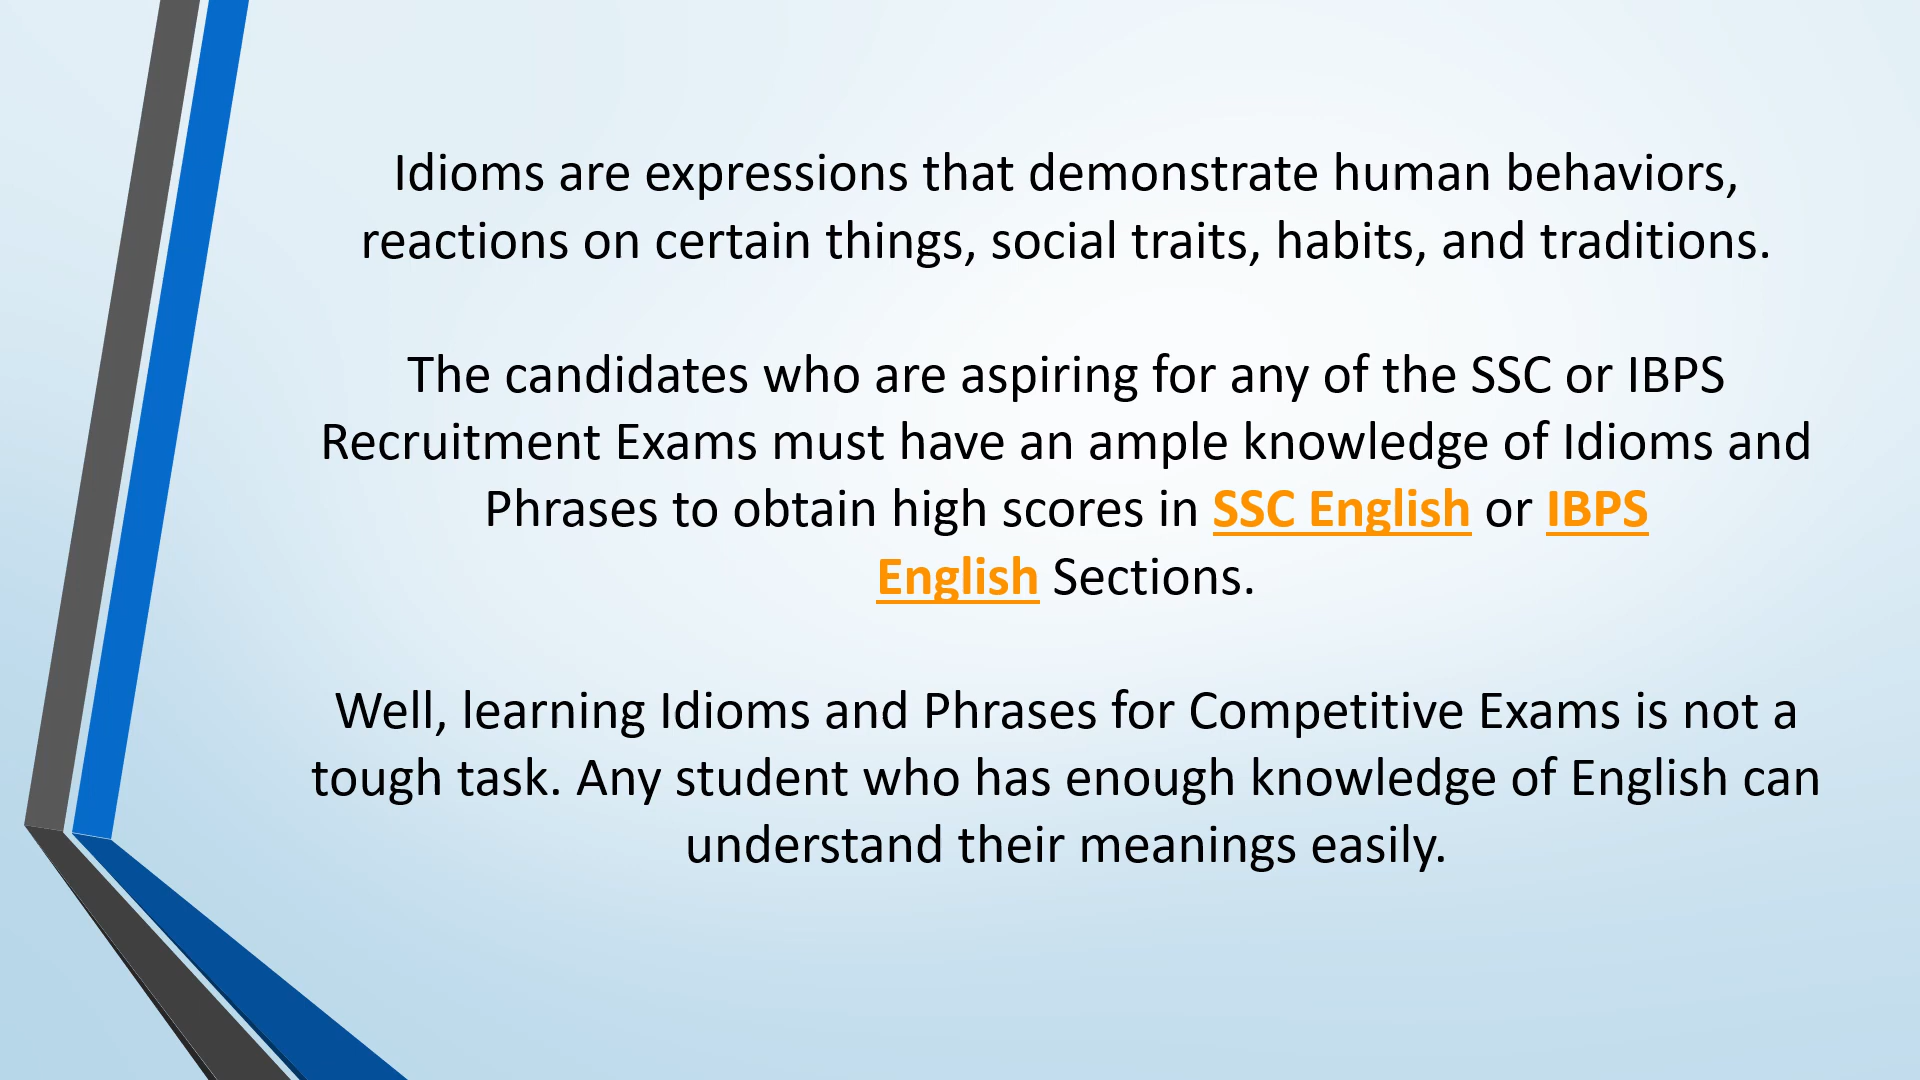 Idioms are expressions that demonstrate human behaviors,
reactions on certain things, social traits, habits, and traditions.
The candidates who are aspiring for any of the SSC or IBPS
Recruitment Exams must have an ample knowledge of Idioms and
Phrases to obtain high scores in SSC English or IBPS
English Sections.
Well, learning Idioms and Phrases for Competitive Exams is not a
tough task. Any student who has enough knowledge of English can
understand their meanings easily.